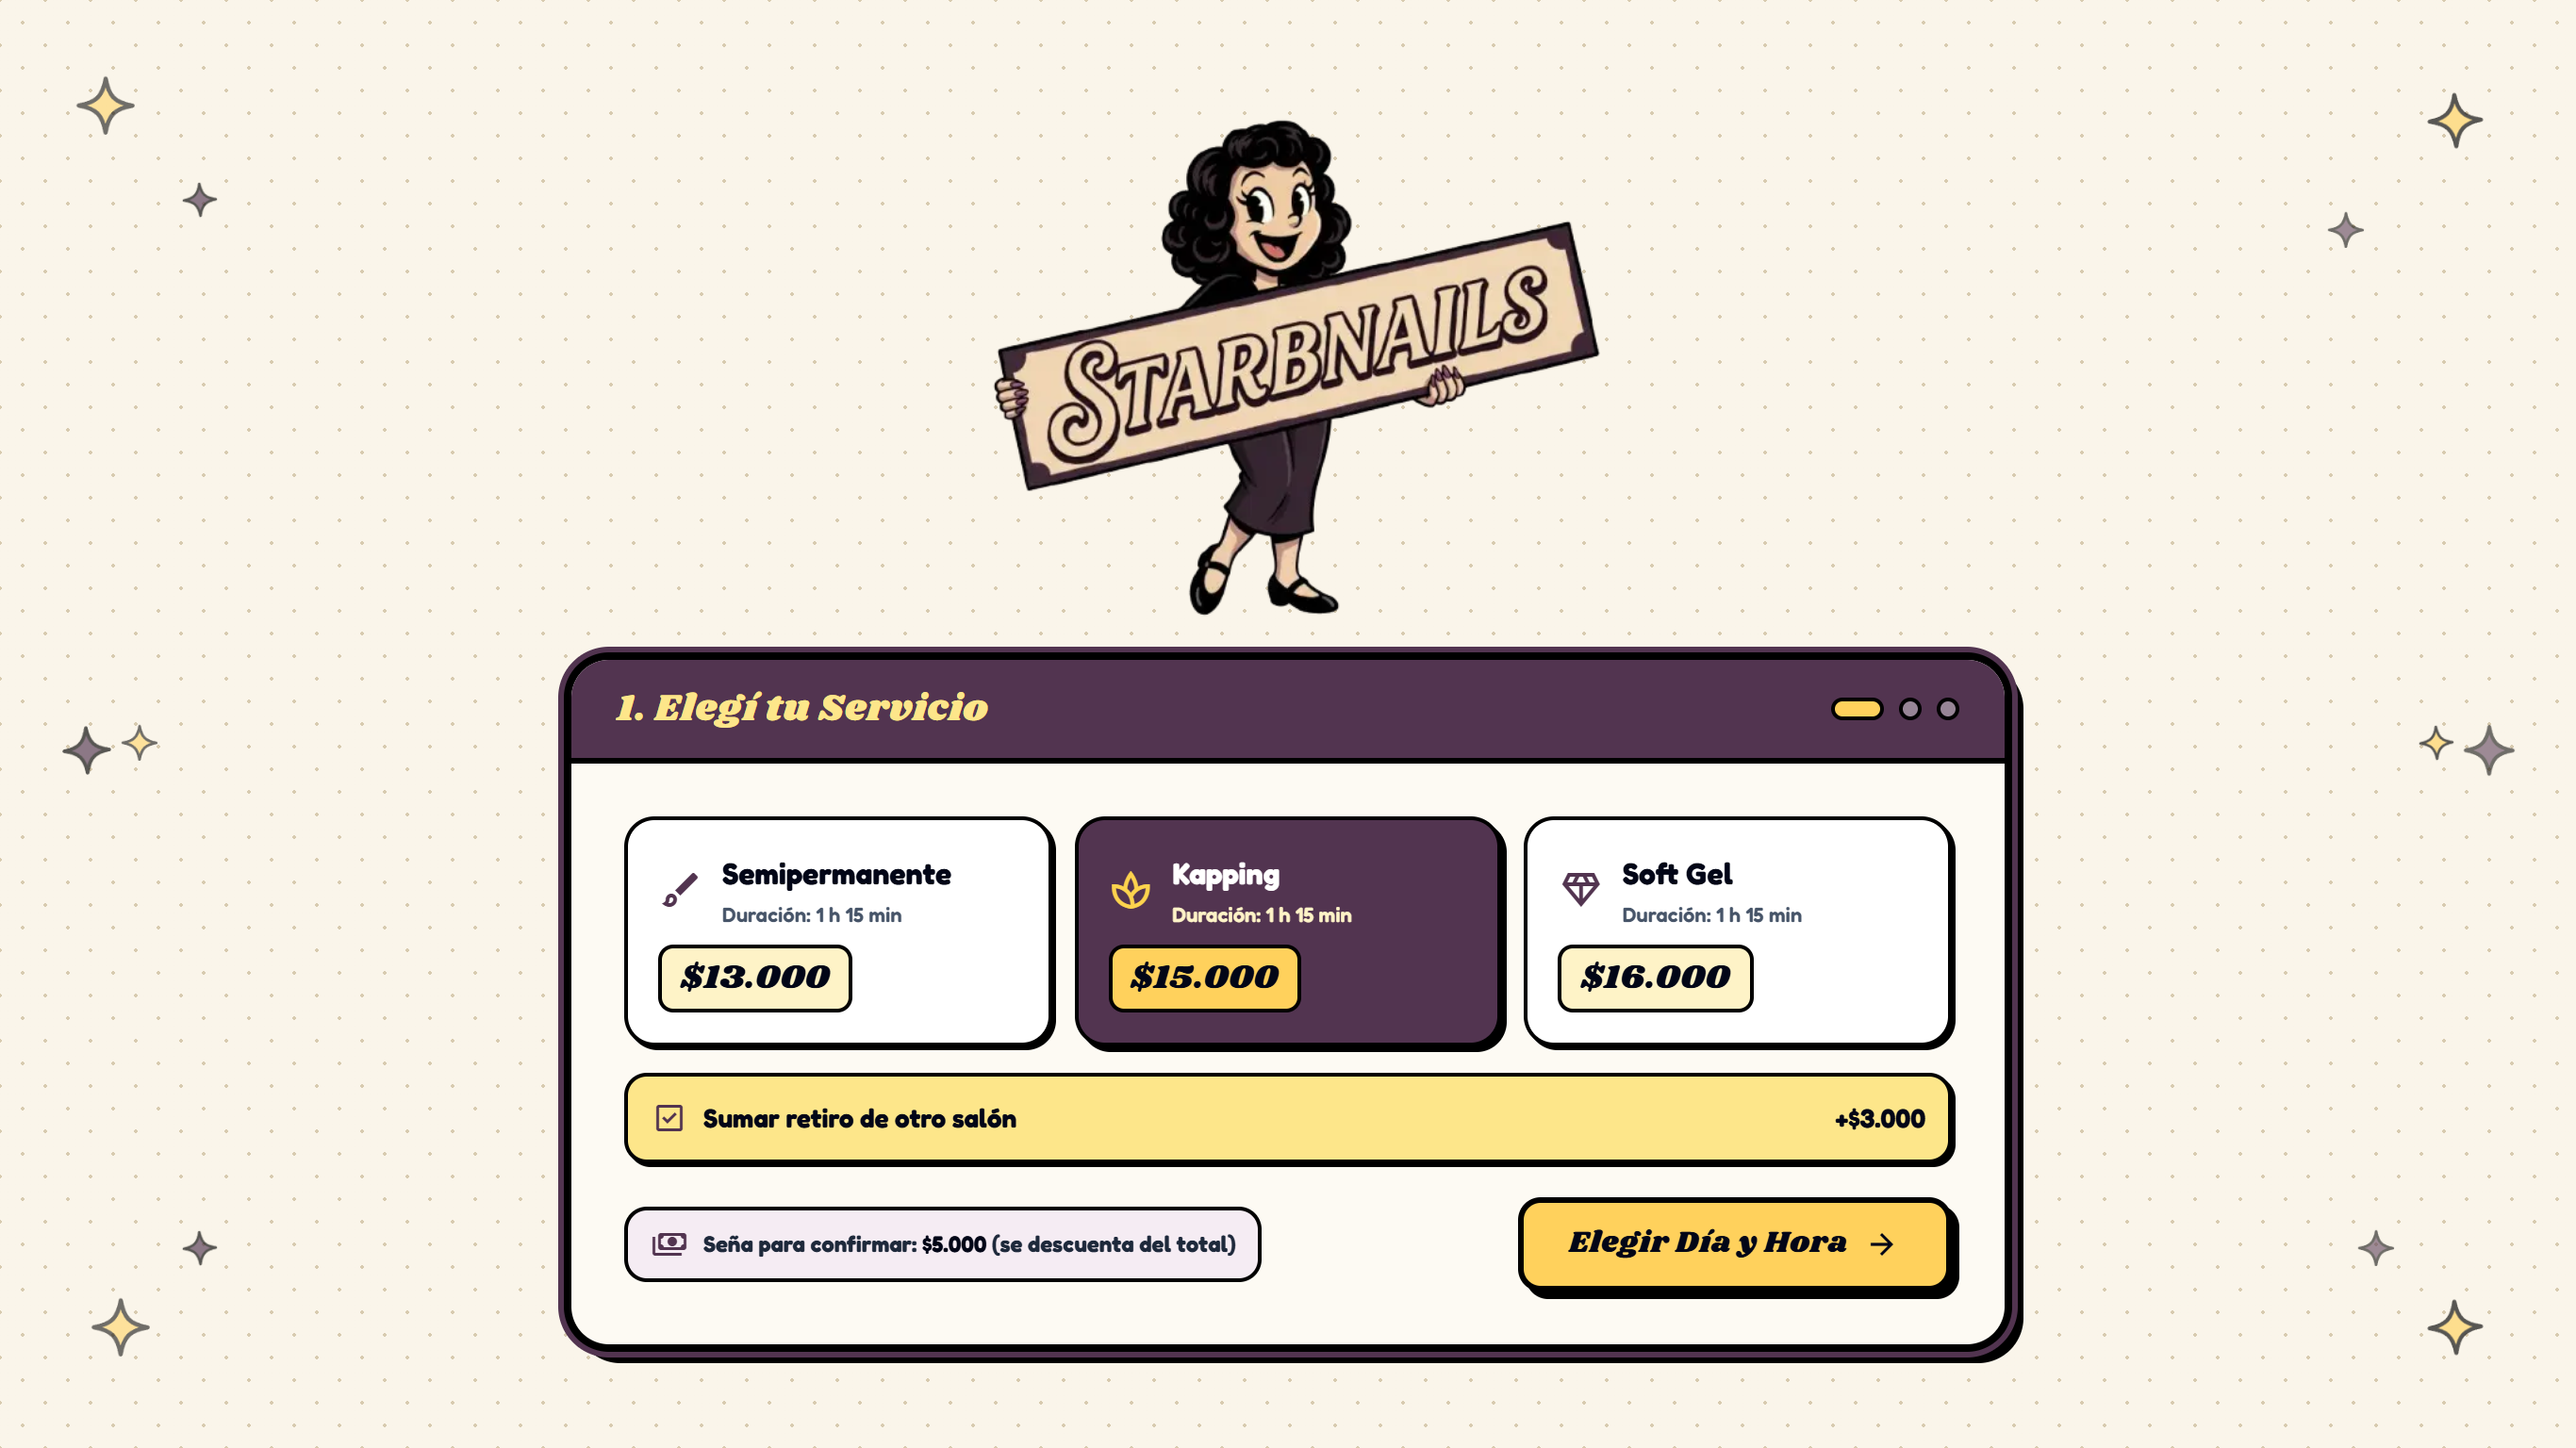 STARBNAILS
1. Elegí tu Servicio
Semipermanente
Duración: 1 h 15 min
$13.000
Kapping
Duración: 1 h 15 min
$15.000
Soft Gel
Duración: 1 h 15 min
$16.000
Sumar retiro de otro salón
+$3.000
Seña para confirmar: $5.000 (se descuenta del total)
Elegir Día y Hora →